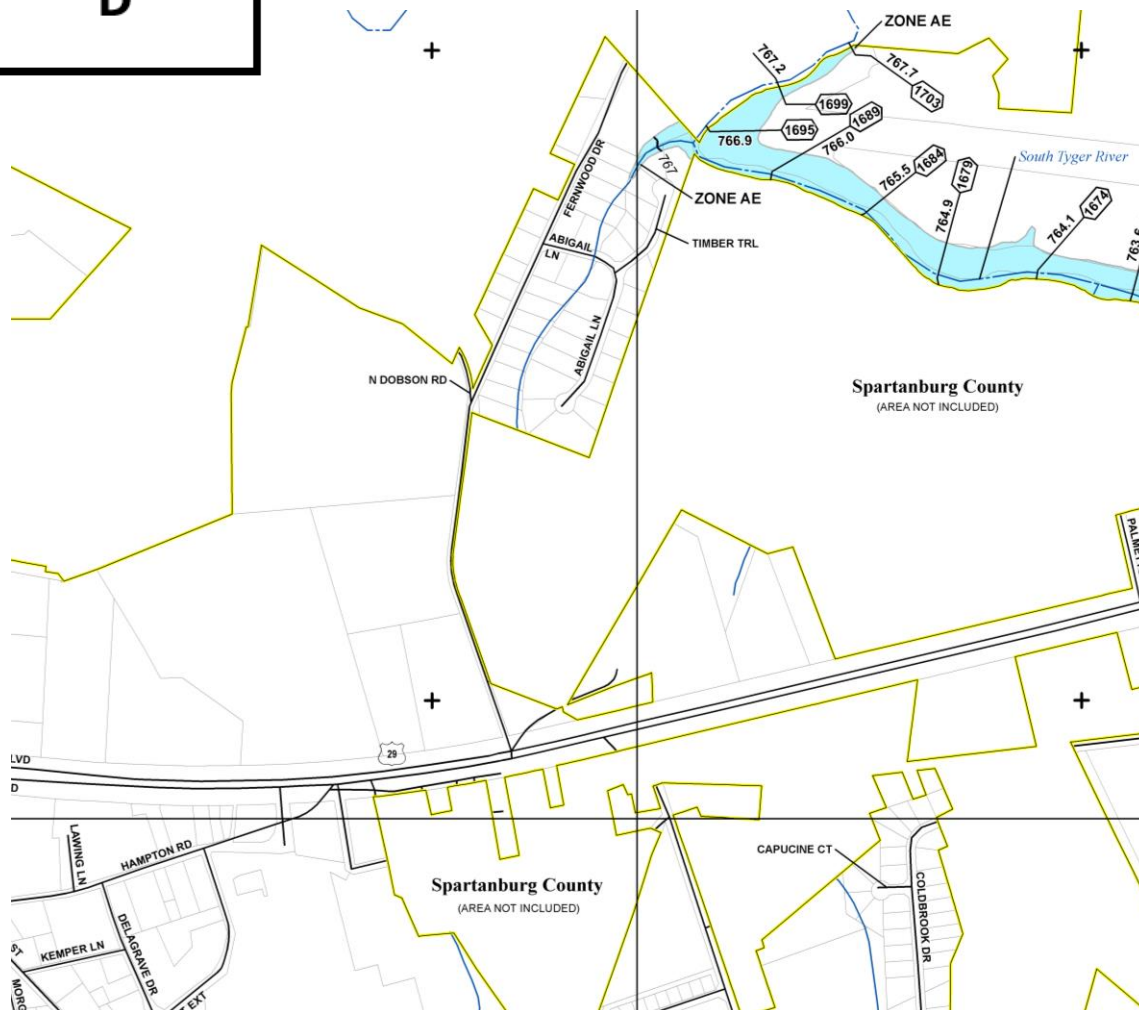 D
ZONE AE
767.2
767.7
1703
1699
1689
1695
766.9
766.0
1684
765.5
1679
764.9
South Tyger River
1674
764.1
763.6
767
ZONE AE
FERNWOOD DR
ABIGAIL
LN
TIMBER TRL
ABIGAIL LN
N DOBSON RD
Spartanburg County
(AREA NOT INCLUDED)
29
LVD
D
LAWING LN
HAMPTON RD
CAPUCINE CT
Spartanburg County
(AREA NOT INCLUDED)
COLDBROOK DR
DELAGRAVE DR
KEMPER LN
ST
EXT